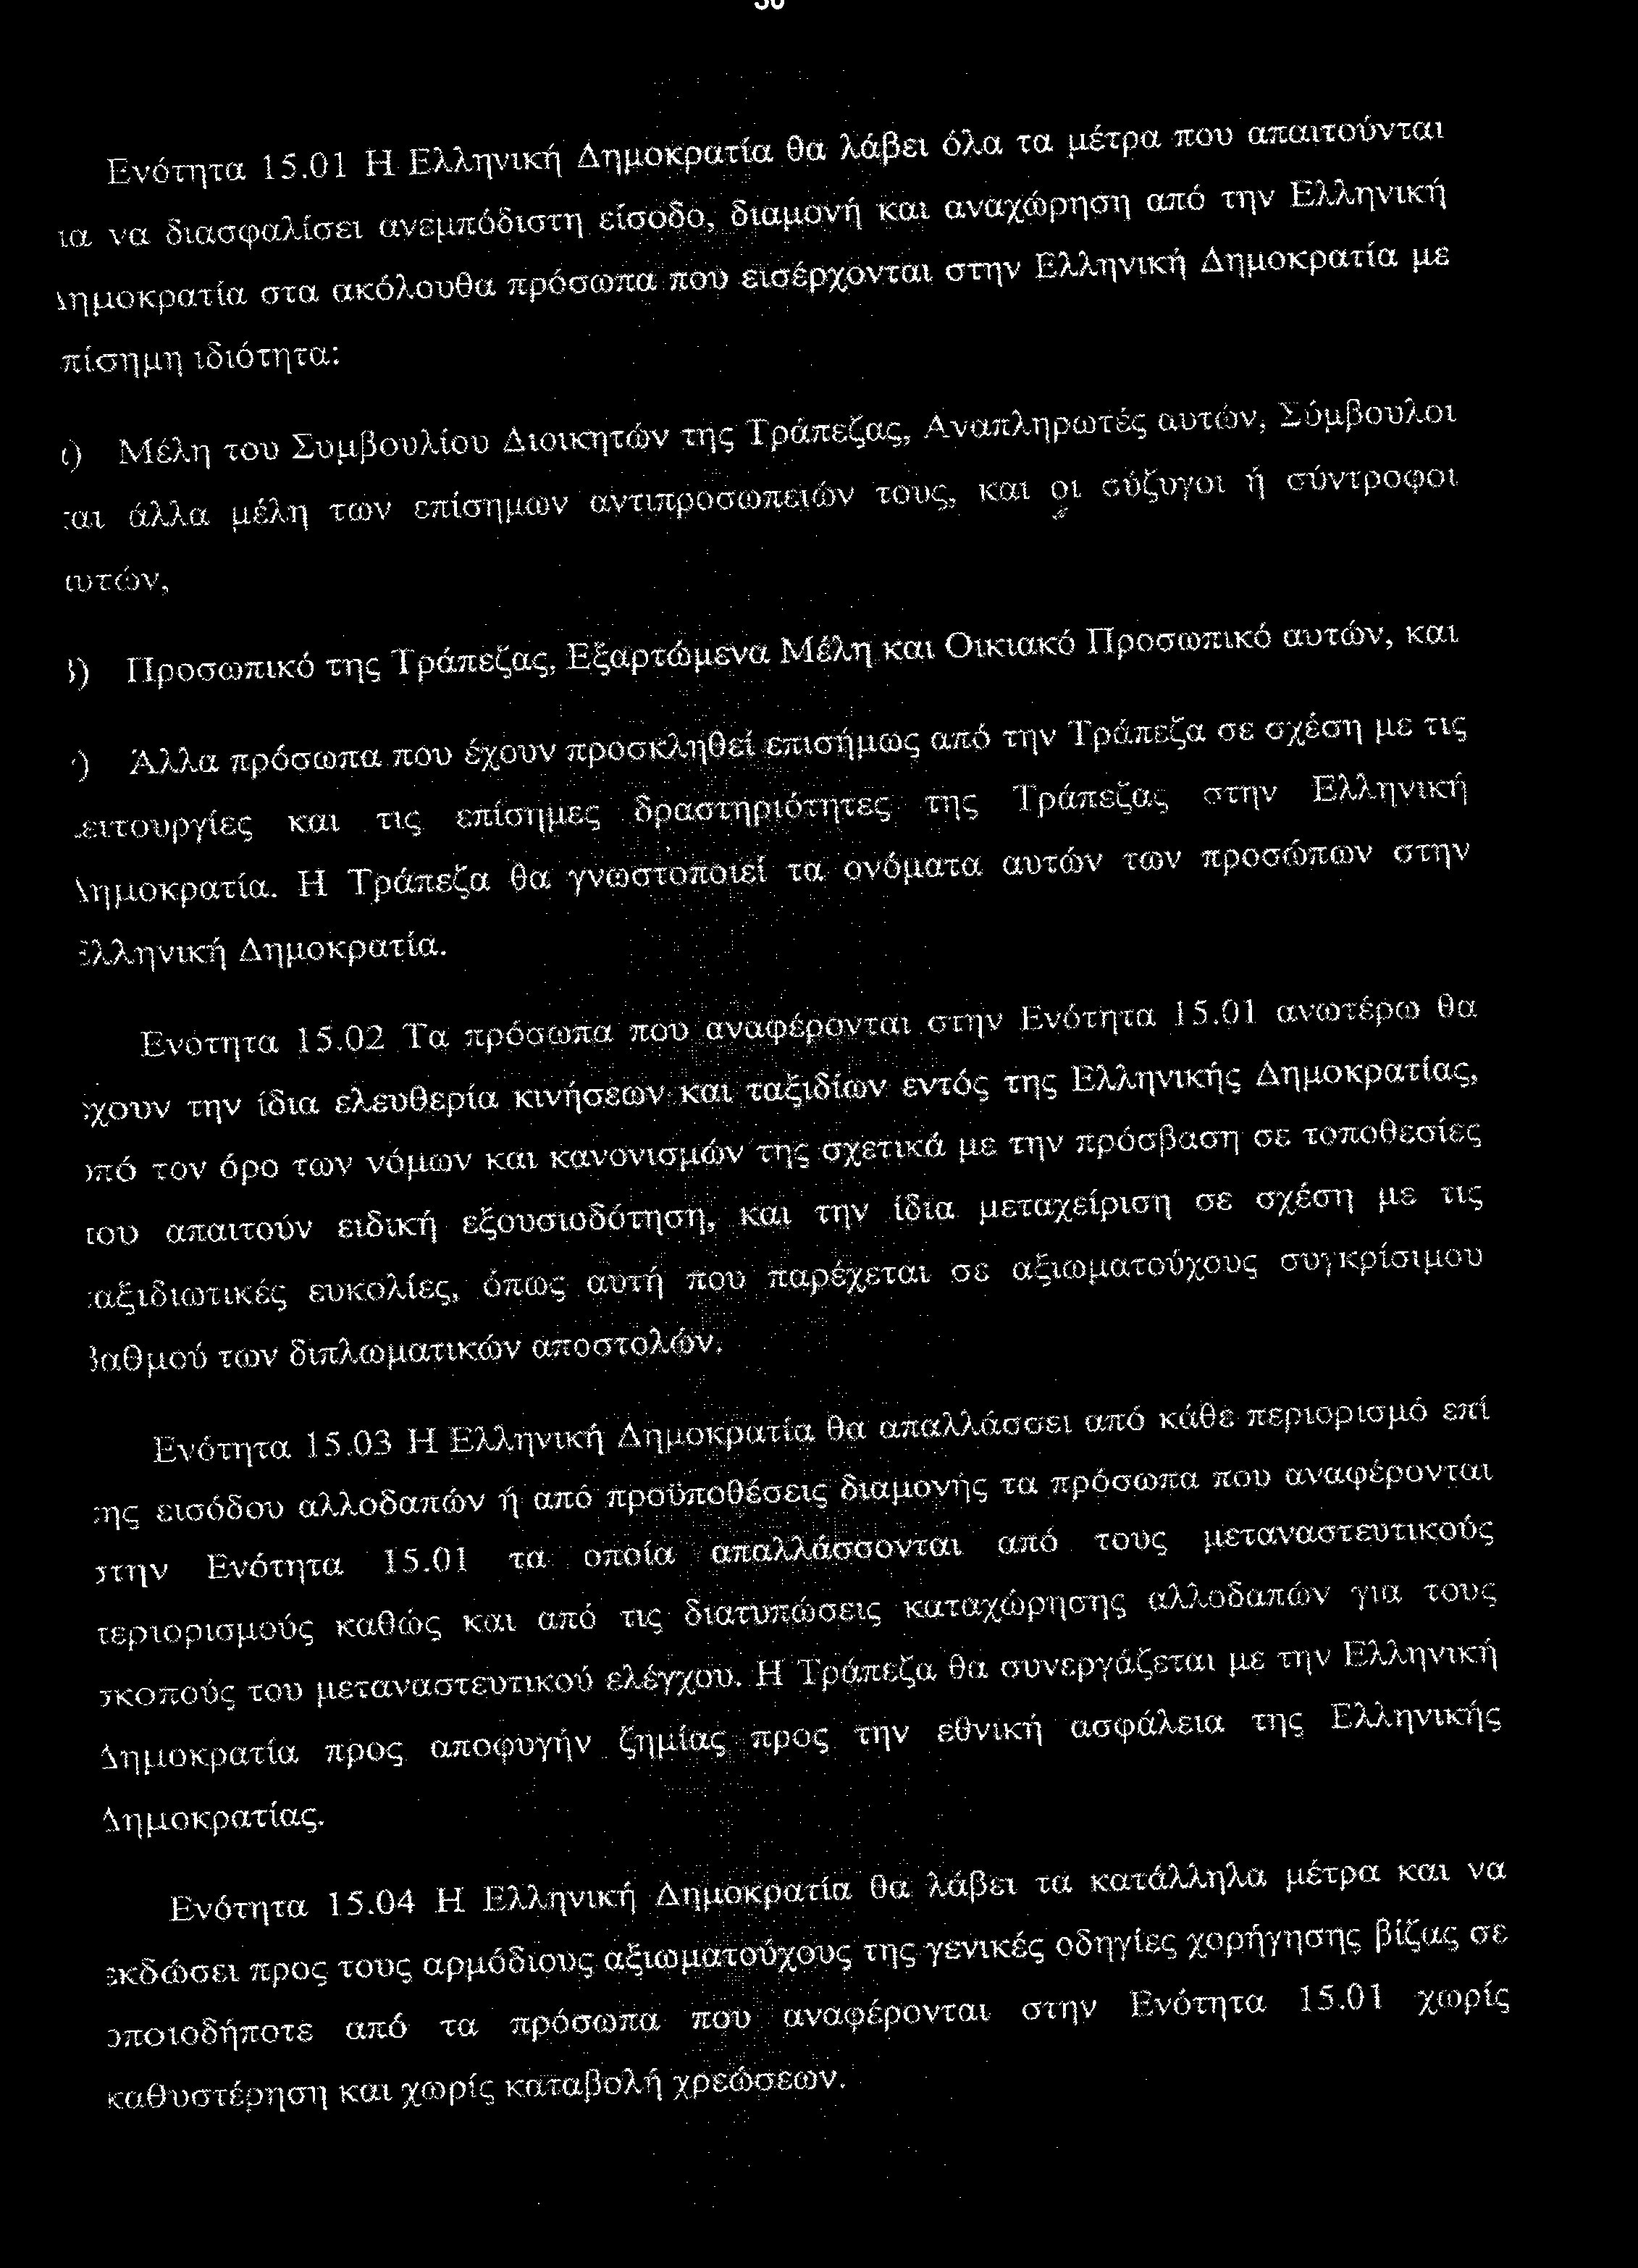 Ενότητα 15.01 Η Ελληνική Δημοκρατία θα λάβει όλα τα μέτρα που απαιτούνται
ια να διασφαλίσει ανεμπόδιστη είσοδο, διαμονή και αναχώρηση από την Ελληνική
ημοκρατία στα ακόλουθα πρόσωπα που εισέρχονται στην Ελληνική Δημοκρατία με
πίσημη ιδιότητα:
) Μέλη του Συμβουλίου Διοικητών της Τράπεζας, Αναπληρωτές αυτών, Σύμβουλοι
αι άλλα μέλη των επίσημων αντιπροσωπειών τους, και οι σύζυγοι ή σύντροφοι
υτών,
) Προσωπικό της Τράπεζας, Εξαρτώμενα Μέλη και Οικιακό Προσωπικό αυτών, και
) Άλλα πρόσωπα που έχουν προσκληθεί επισήμως από την Τράπεζα σε σχέση με τις
ειτουργίες και τις επίσημες δραστηριότητες της Τράπεζας στην Ελληνική
ημοκρατία. Η Τράπεζα θα γνωστοποιεί τα ονόματα αυτών των προσώπων στην
Ελληνική Δημοκρατία.
Ενότητα 15.02 Τα πρόσωπα που αναφέρονται στην Ενότητα 15.01 ανωτέρω θα
χουν την ίδια ελευθερία κινήσεων και ταξιδίων εντός της Ελληνικής Δημοκρατίας,
πό τον όρο των νόμων και κανονισμών της σχετικά με την πρόσβαση σε τοποθεσίες
ου απαιτούν ειδική εξουσιοδότηση, και την ίδια μεταχείριση σε σχέση με τις
αξιδιωτικές ευκολίες, όπως αυτή που παρέχεται σε αξιωματούχους συγκρίσιμου
αθμού των διπλωματικών αποστολών.
Ενότητα 15.03 Η Ελληνική Δημοκρατία θα απαλλάσσει από κάθε περιορισμό επί
ης εισόδου αλλοδαπών ή από προϋποθέσεις διαμονής τα πρόσωπα που αναφέρονται
στην Ενότητα 15.01 τα οποία απαλλάσσονται από τους μεταναστευτικούς
περιορισμούς καθώς και από τις διατυπώσεις καταχώρησης αλλοδαπών για τους
σκοπούς του μεταναστευτικού ελέγχου. Η Τράπεζα θα συνεργάζεται με την Ελληνική
Δημοκρατία προς αποφυγήν ζημίας προς την εθνική ασφάλεια της Ελληνικής
Δημοκρατίας.
Ενότητα 15.04 Η Ελληνική Δημοκρατία θα λάβει τα κατάλληλα μέτρα και να
εκδώσει προς τους αρμόδιους αξιωματούχους της γενικές οδηγίες χορήγησης βίζας σε
οποιοδήποτε από τα πρόσωπα που αναφέρονται στην Ενότητα 15.01 χωρίς
καθυστέρηση και χωρίς καταβολή χρεώσεων.